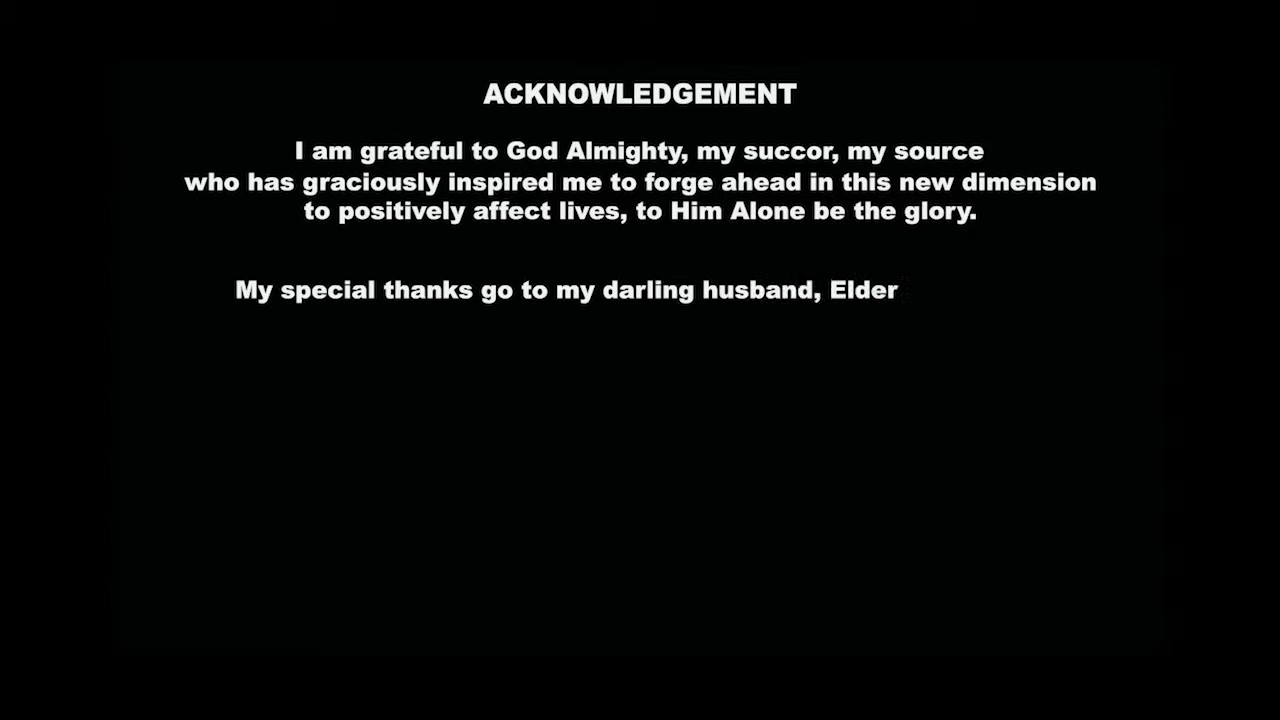 ACKNOWLEDGEMENT
I am grateful to God Almighty, my succor, my source
who has graciously inspired me to forge ahead in this new dimension
to positively affect lives, to Him Alone be the glory.
My special thanks go to my darling husband, Elder